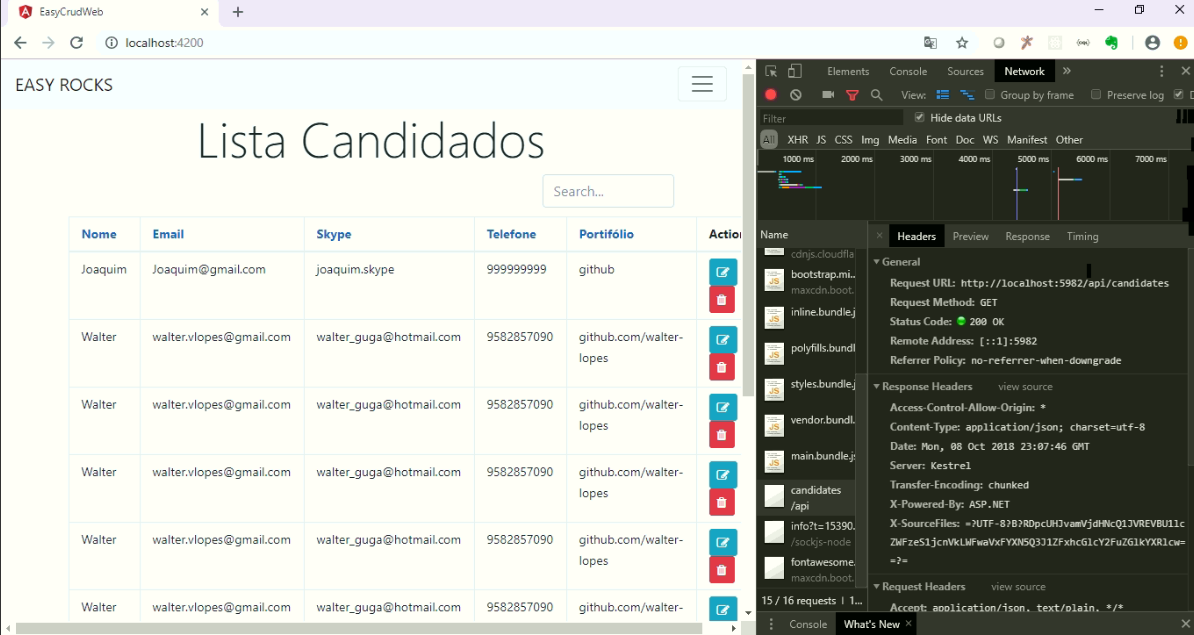 EasyCrudWeb
localhost:4200
EASY ROCKS
Lista Candidados
Search...
Nome Email Skype Telefone Portifólio Action
Joaquim Joaquim@gmail.com joaquim.skype 999999999 github
Walter walter.vlopes@gmail.com walter_guga@hotmail.com 9582857090 github.com/walter-
lopes
Walter walter.vlopes@gmail.com walter_guga@hotmail.com 9582857090 github.com/walter-
lopes
Walter walter.vlopes@gmail.com walter_guga@hotmail.com 9582857090 github.com/walter-
lopes
Walter walter.vlopes@gmail.com walter_guga@hotmail.com 9582857090 github.com/walter-
lopes
Walter walter.vlopes@gmail.com walter_guga@hotmail.com 9582857090 github.com/walter-
Elements Console Sources Network
View: Group by frame Preserve log
Filter Hide data URLs
All XHR JS CSS Img Media Font Doc WS Manifest Other
1000 ms 2000 ms 3000 ms 4000 ms 5000 ms 6000 ms 7000 ms
Name
cdnjs.cloudfla
bootstrap.mi..
maxcdn.boot.
inline.bundle.j
polyfills.bundl
styles.bundle.j
vendor.bundl.
main.bundle.js
candidates
/api
info?t=15390.
/sockjs-node
fontawesome.
maxcdn.boot.
15 / 16 requests | 1...
Headers Preview Response Timing
General
Request URL: http://localhost:5982/api/candidates
Request Method: GET
Status Code: 200 OK
Remote Address: [::1]:5982
Referrer Policy: no-referrer-when-downgrade
Response Headers view source
Access-Control-Allow-Origin: *
Content-Type: application/json; charset=utf-8
Date: Mon, 08 Oct 2018 23:07:46 GMT
Server: Kestrel
Transfer-Encoding: chunked
X-Powered-By: ASP.NET
X-SourceFiles:
Request Headers view source
Accept: application/json, text/plain, */*
Console What's New